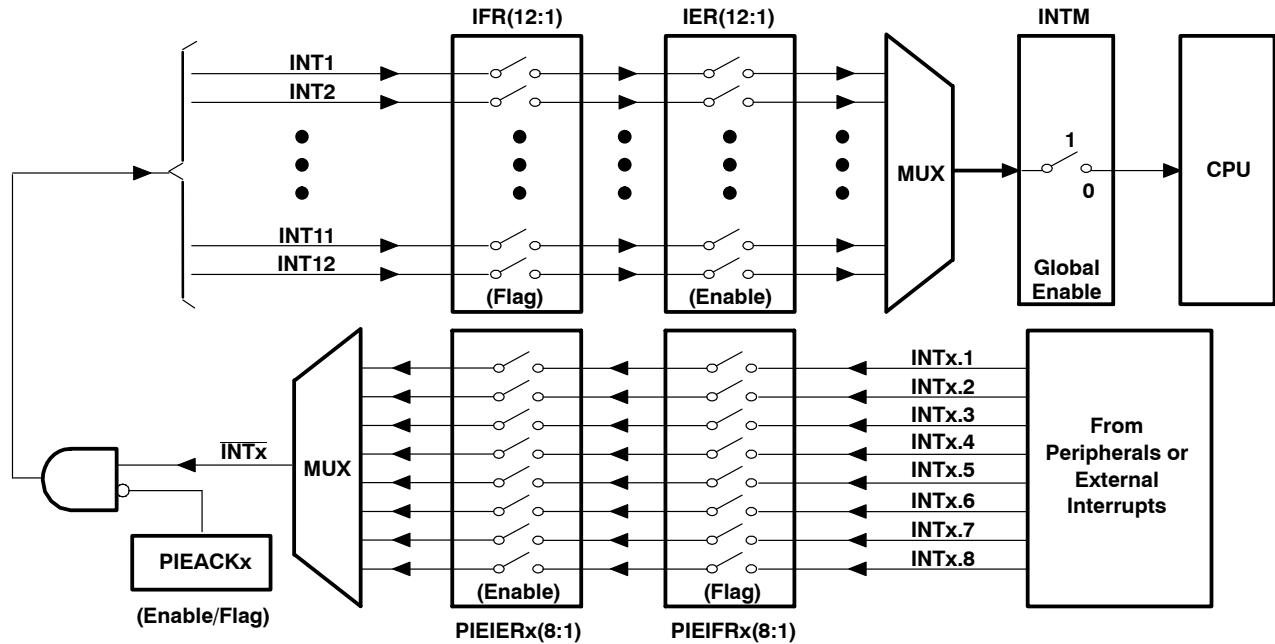 IFR(12:1)
IER(12:1)
INTM
INT1
INT2
INT11
INT12
(Flag)
(Enable)
MUX
1
0
Global
Enable
CPU
INTx.1
INTx.2
INTx.3
INTx.4
INTx.5
INTx.6
INTx.7
INTx.8
From
Peripherals or
External
Interrupts
INTx
MUX
PIEACKx
(Enable/Flag)
(Enable)
(Flag)
PIEIERx(8:1)
PIEIFRx(8:1)